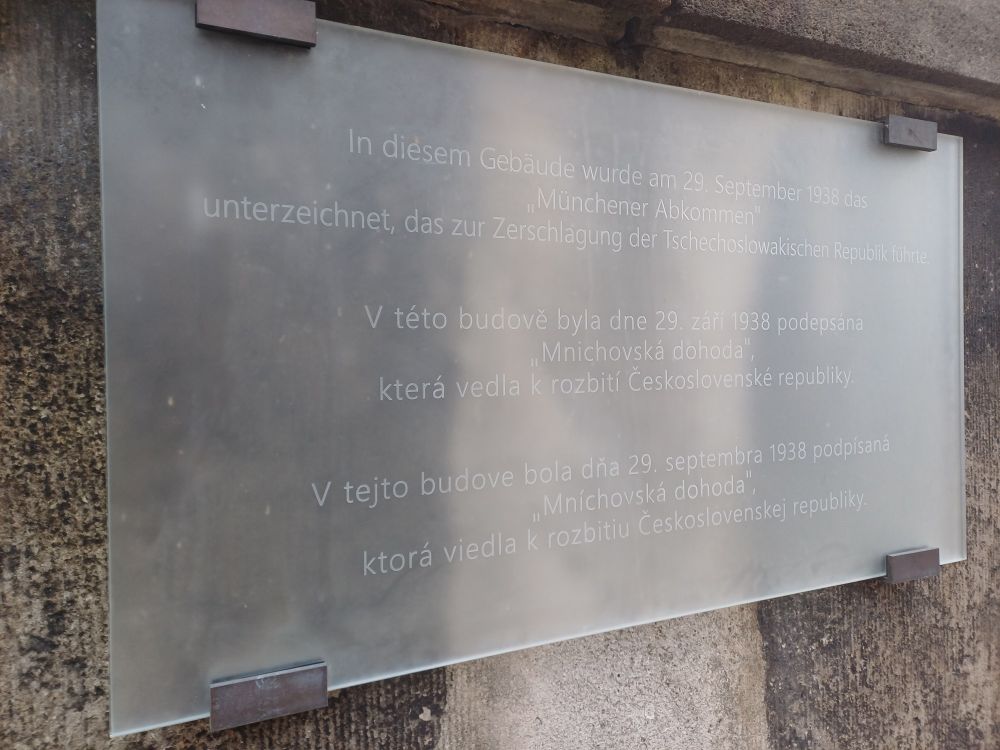 In diesem Gebäude wurde am 29. September 1938 das
„Münchener Abkommen"
unterzeichnet, das zur Zerschlagung der Tschechoslowakischen Republik führte.
V této budově byla dne 29. září 1938 podepsána
„Mnichovská dohoda",
která vedla k rozbití Československé republiky.
V tejto budove bola dňa 29. septembra 1938 podpísaná
„Mníchovská dohoda",
ktorá viedla k rozbitiu Československej republiky.